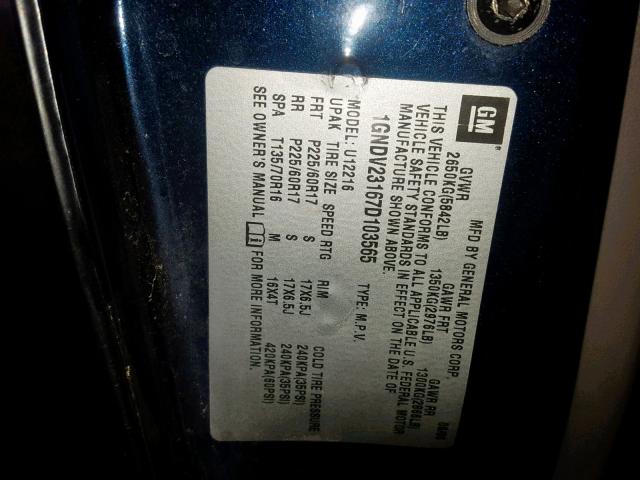 GM
MFD BY GENERAL MOTORS CORP.
GVWR GAWR FRT GAWR RR
2650KG(5842LB) 1350KG(2976LB) 1300KG(2866LB)
THIS VEHICLE CONFORMS TO ALL APPLICABLE U.S. FEDERAL MOTOR
VEHICLE SAFETY STANDARDS IN EFFECT ON THE DATE OF
MANUFACTURE SHOWN ABOVE.
1GNDV23167D103565 TYPE: M.P.V.
MODEL: U12216
UPAK TIRE SIZE SPEED RTG RIM COLD TIRE PRESSURE
FRT P225/60R17 S 17X6.5J 240KPA(35PSI)
RR P225/60R17 S 17X6.5J 240KPA(35PSI)
SPA T135/70R16 M 16X4T 420KPA(60PSI)
SEE OWNER'S MANUAL FOR MORE INFORMATION.